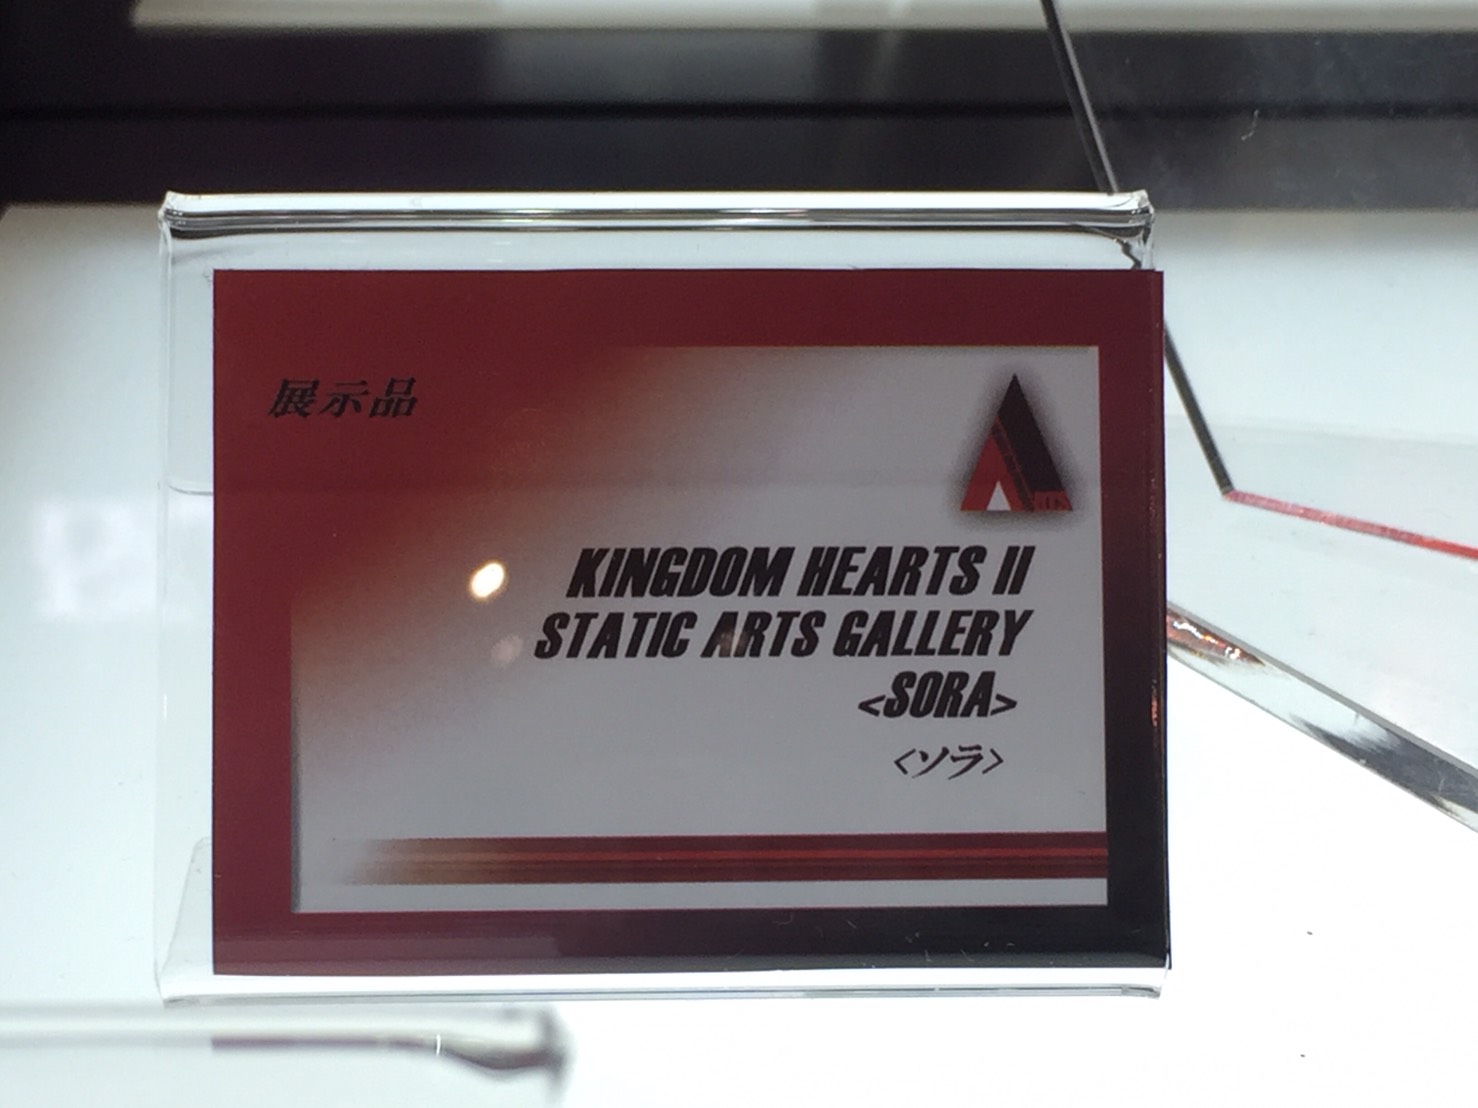 展示品
KINGDOM HEARTS II
STATIC ARTS GALLERY
<SORA>
<ソラ>